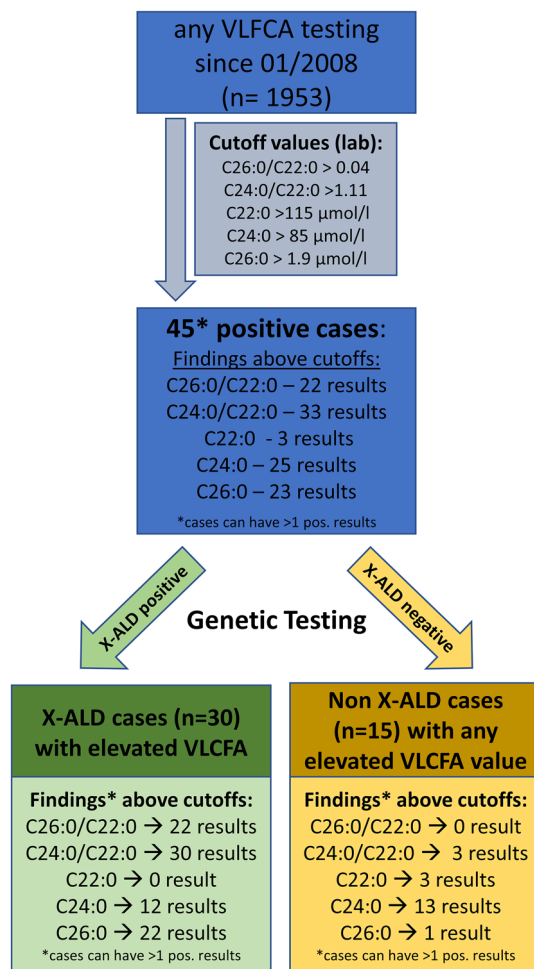 any VLFCA testing
since 01/2008
(n= 1953)
Cutoff values (lab):
C26:0/C22:0 > 0.04
C24:0/C22:0 >1.11
C22:0 >115 µmol/l
C24:0 > 85 µmol/l
C26:0 > 1.9 µmol/l
45* positive cases:
Findings above cutoffs:
C26:0/C22:0 – 22 results
C24:0/C22:0 – 33 results
C22:0 - 3 results
C24:0 – 25 results
C26:0 – 23 results
*cases can have >1 pos. results
X-ALD positive
X-ALD negative
Genetic Testing
X-ALD cases (n=30)
with elevated VLCFA
Findings* above cutoffs:
C26:0/C22:0 → 22 results
C24:0/C22:0 → 30 results
C22:0 → 0 result
C24:0 → 12 results
C26:0 → 22 results
*cases can have >1 pos. results
Non X-ALD cases
(n=15) with any
elevated VLCFA value
Findings* above cutoffs:
C26:0/C22:0 → 0 result
C24:0/C22:0 → 3 results
C22:0 → 3 results
C24:0 → 13 results
C26:0 → 1 result
*cases can have >1 pos. results